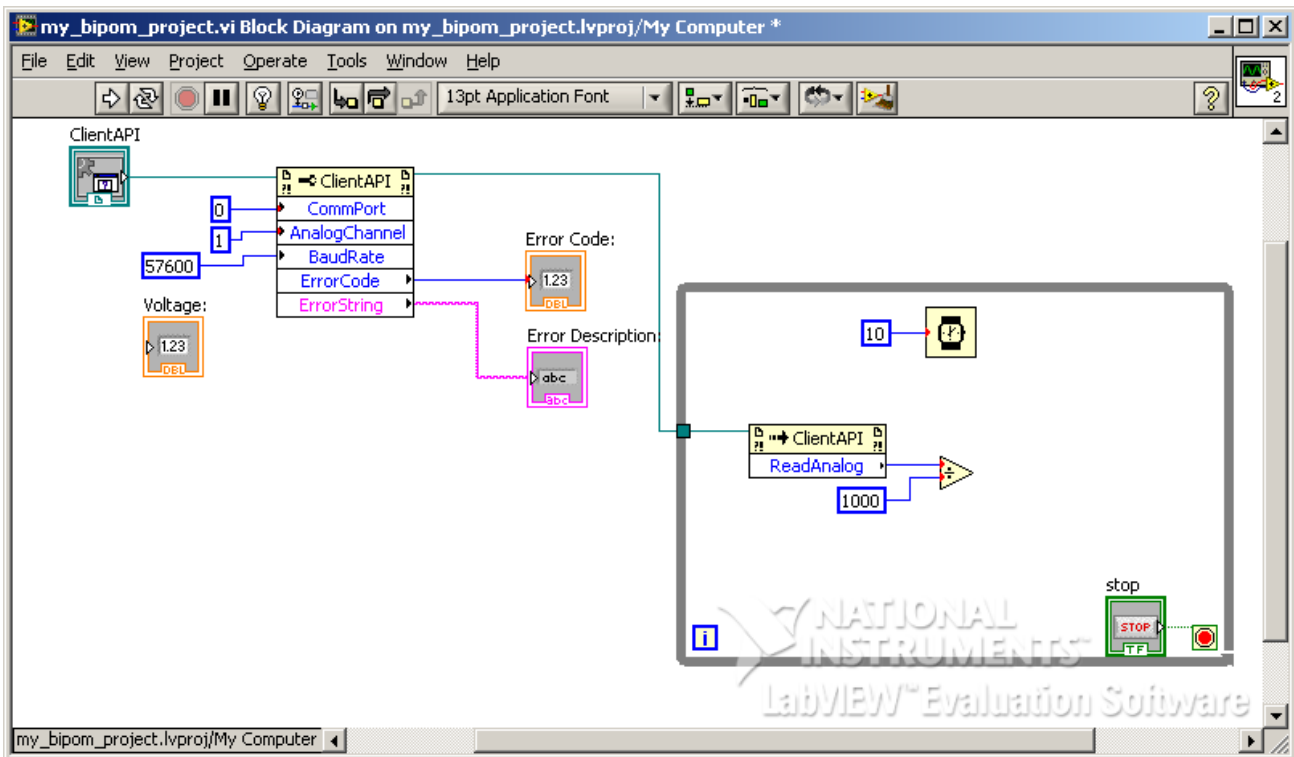 my_bipom_project.vi Block Diagram on my_bipom_project.lvproj/My Computer *
File Edit View Project Operate Tools Window Help
13pt Application Font
2
ClientAPI
ClientAPI
0 CommPort
1 AnalogChannel
57600 BaudRate
ErrorCode
ErrorString
Voltage:
1.23
DBL
Error Code:
1.23
DBL
Error Description:
abc
abc
10
ClientAPI
ReadAnalog
1000
stop
STOP
TF
i
NATIONAL
INSTRUMENTS™
LabVIEW™ Evaluation Software
my_bipom_project.lvproj/My Computer